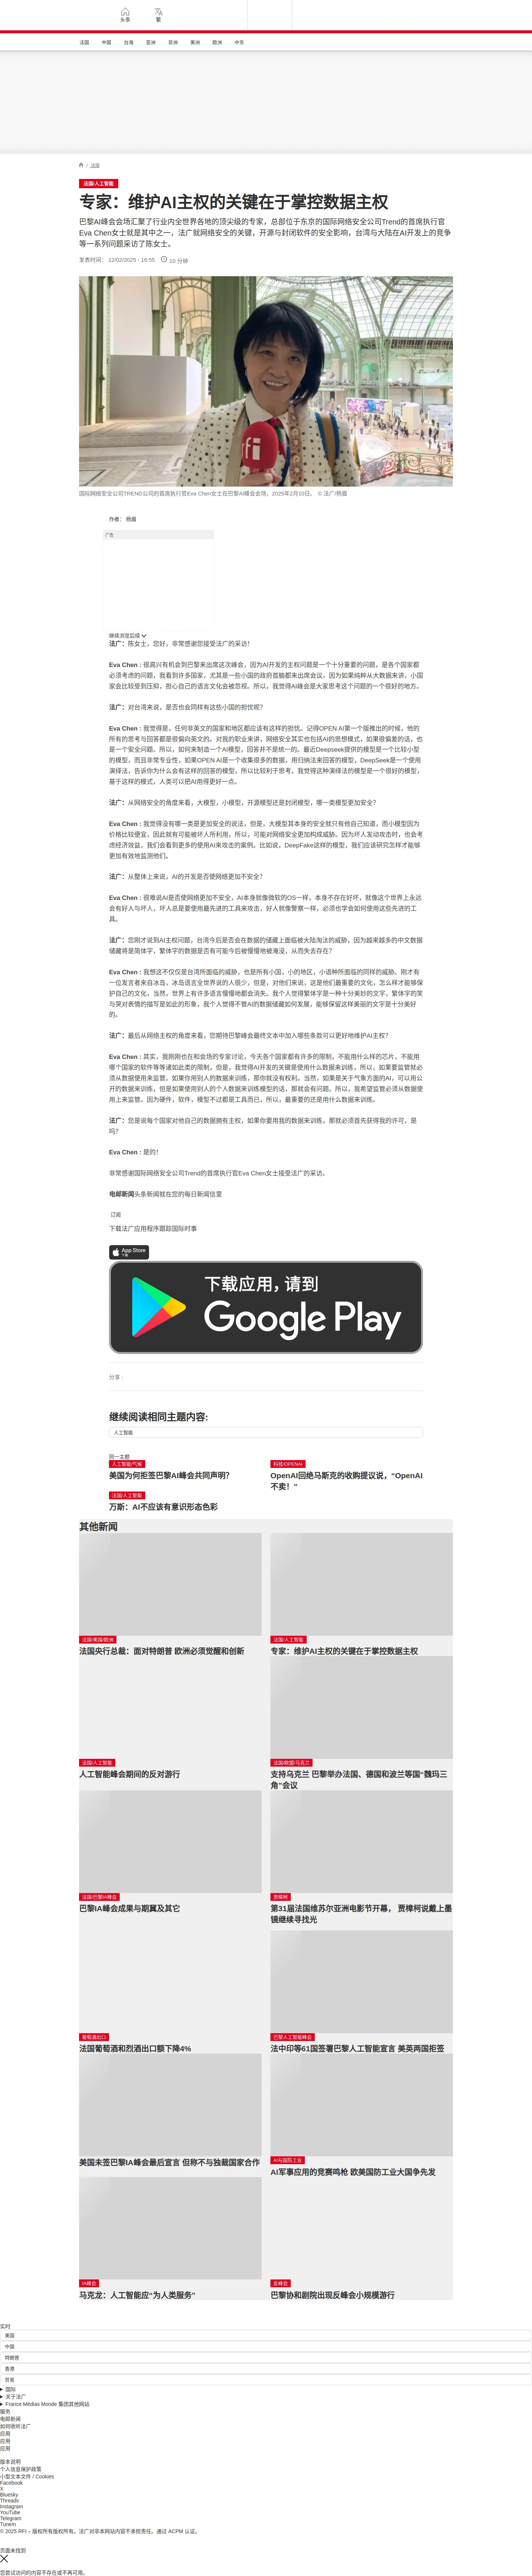 头条
繁
法国
中国
台海
亚洲
非洲
美洲
欧洲
中东
/ 法国
法国/人工智能
专家：维护AI主权的关键在于掌控数据主权
巴黎AI峰会会场汇聚了行业内全世界各地的顶尖级的专家，总部位于东京的国际网络安全公司Trend的首席执行官
Eva Chen女士就是其中之一，法广就网络安全的关键，开源与封闭软件的安全影响，台湾与大陆在AI开发上的竞争
等一系列问题采访了陈女士。
发表时间： 12/02/2025 - 16:55
10 分钟
国际网络安全公司TREND公司的首席执行官Eva Chen女士在巴黎AI峰会会场，2025年2月10日。 © 法广/杨眉
作者： 杨眉
广告
继续浏览后续
法广：陈女士，您好，非常感谢您接受法广的采访!
Eva Chen : 很高兴有机会到巴黎来出席这次峰会，因为AI开发的主权问题是一个十分重要的问题，是各个国家都
必须考虑的问题，我看到许多国家，尤其是一些小国的政府首脑都来出席会议。因为如果纯粹从大数据来讲，小国
家会比较受到压抑，担心自己的语言文化会被忽视。所以，我觉得AI峰会是大家思考这个问题的一个很好的地方。
法广：对台湾来说，是否也会同样有这些小国的担忧呢?
Eva Chen : 我觉得是，任何非英文的国家和地区都应该有这样的担忧。记得OPEN AI第一个版推出的时候，他的
所有的思考与回答都是很偏向英文的。对我的职业来讲，网络安全其实也包括AI的思想模式，如果很偏差的话，也
是一个安全问题。所以，如何来制造一个AI模型，回答并不是统一的。最近Deepseek提供的模型是一个比较小型
的模型，而且非常专业性，如果OPEN AI是一个收集很多的数据，用归纳法来回答的模型，DeepSeek是一个使用
演绎法，告诉你为什么会有这样的回答的模型，所以比较利于思考。我觉得这种演绎法的模型是一个很好的模型，
基于这样的模式，人类可以把AI用得更好一点。
法广：从网络安全的角度来看，大模型，小模型，开源模型还是封闭模型，哪一类模型更加安全?
Eva Chen : 我觉得没有哪一类是更加安全的说法，但是，大模型其本身的安全就只有他自己知道，而小模型因为
价格比较便宜，因此就有可能被坏人所利用，所以，可能对网络安全更加构成威胁。因为坏人发动攻击时，也会考
虑经济效益，我们会看到更多的使用AI来攻击的案例。比如说，DeepFake这样的模型，我们应该研究怎样才能够
更加有效地监测他们。
法广：从整体上来说，AI的开发是否使网络更加不安全?
Eva Chen : 很难说AI是否使网络更加不安全，AI本身就像微软的OS一样，本身不存在好坏，就像这个世界上永远
会有好人与坏人，坏人总是要使用最先进的工具来攻击，好人就像警察一样，必须也学会如何使用这些先进的工
具。
法广：您刚才说到AI主权问题，台湾今后是否会在数据的储藏上面临被大陆淘汰的威胁，因为越来越多的中文数据
储藏将是简体字，繁体字的数据是否有可能今后被慢慢地被淹没，从而失去存在?
Eva Chen : 我想这不仅仅是台湾所面临的威胁，也是所有小国，小的地区，小语种所面临的同样的威胁。刚才有
一位发言者来自冰岛，冰岛语言全世界说的人很少，但是，对他们来说，这是他们最重要的文化，怎么样才能够保
护自己的文化，当然，世界上有许多语言慢慢地都会消失。我个人觉得繁体字是一种十分美妙的文字，繁体字的笑
与哭对表情的描写是如此的形象，我个人觉得不管AI的数据储藏如何发展，能够保留这样美丽的文字是十分美好
的。
法广：最后从网络主权的角度来看，您期待巴黎峰会最终文本中加入哪些条款可以更好地维护AI主权?
Eva Chen : 其实，我刚刚也在和会场的专家讨论，今天各个国家都有许多的限制，不能用什么样的芯片，不能用
哪个国家的软件等等诸如此类的限制，但是，我觉得AI开发的关键是使用什么数据来训练，所以，如果要监管就必
须从数据使用来监管。如果你用别人的数据来训练，那你就没有权利。当然，如果是关于气象方面的AI，可以用公
开的数据来训练，但是如果使用别人的个人数据来训练模型的话，那就会有问题。所以，我希望监管必须从数据使
用上来监管。因为硬件，软件，模型不过都是工具而已，所以，最重要的还是用什么数据来训练。
法广：您是说每个国家对他自己的数据拥有主权，如果你要用我的数据来训练，那就必须首先获得我的许可，是
吗?
Eva Chen : 是的!
非常感谢国际网络安全公司Trend的首席执行官Eva Chen女士接受法广的采访。
电邮新闻头条新闻就在您的每日新闻信里
订阅
下载法广应用程序跟踪国际时事
App Store
下载
下载应用，请到
Google Play
分享 :
继续阅读相同主题内容:
人工智能
同一主题
人工智能/气候
美国为何拒签巴黎AI峰会共同声明?
科技/OPENAI
OpenAI回绝马斯克的收购提议说，“OpenAI
不卖！”
法国/人工智能
万斯：AI不应该有意识形态色彩
其他新闻
法国/美国/欧洲
法国央行总裁：面对特朗普 欧洲必须觉醒和创新
法国/人工智能
专家：维护AI主权的关键在于掌控数据主权
法国/人工智能
人工智能峰会期间的反对游行
法国/欧盟/乌克兰
支持乌克兰 巴黎举办法国、德国和波兰等国“魏玛三
角”会议
法国/巴黎IA峰会
巴黎IA峰会成果与期冀及其它
贾樟柯
第31届法国维苏尔亚洲电影节开幕， 贾樟柯说戴上墨
镜继续寻找光
葡萄酒出口
法国葡萄酒和烈酒出口额下降4%
巴黎人工智能峰会
法中印等61国签署巴黎人工智能宣言 美英两国拒签
美国未签巴黎IA峰会最后宣言 但称不与独裁国家合作
AI与国防工业
AI军事应用的竞赛鸣枪 欧美国防工业大国争先发
IA峰会
马克龙：人工智能应“为人类服务”
反峰会
巴黎协和剧院出现反峰会小规模游行
实时
美国
中国
特朗普
香港
贸易
国际
关于法广
France Médias Monde 集团其他网站
服务
电邮新闻
如何收听法广
应用
应用
应用
版本说明
个人信息保护政策
小型文本文件 / Cookies
Facebook
X
Bluesky
Threads
Instagram
YouTube
Telegram
TuneIn
© 2025 RFI – 版权所有版权所有。法广对非本网站内容不承担责任。通过 ACPM 认证。
页面未找到
您尝试访问的内容不存在或不再可用。